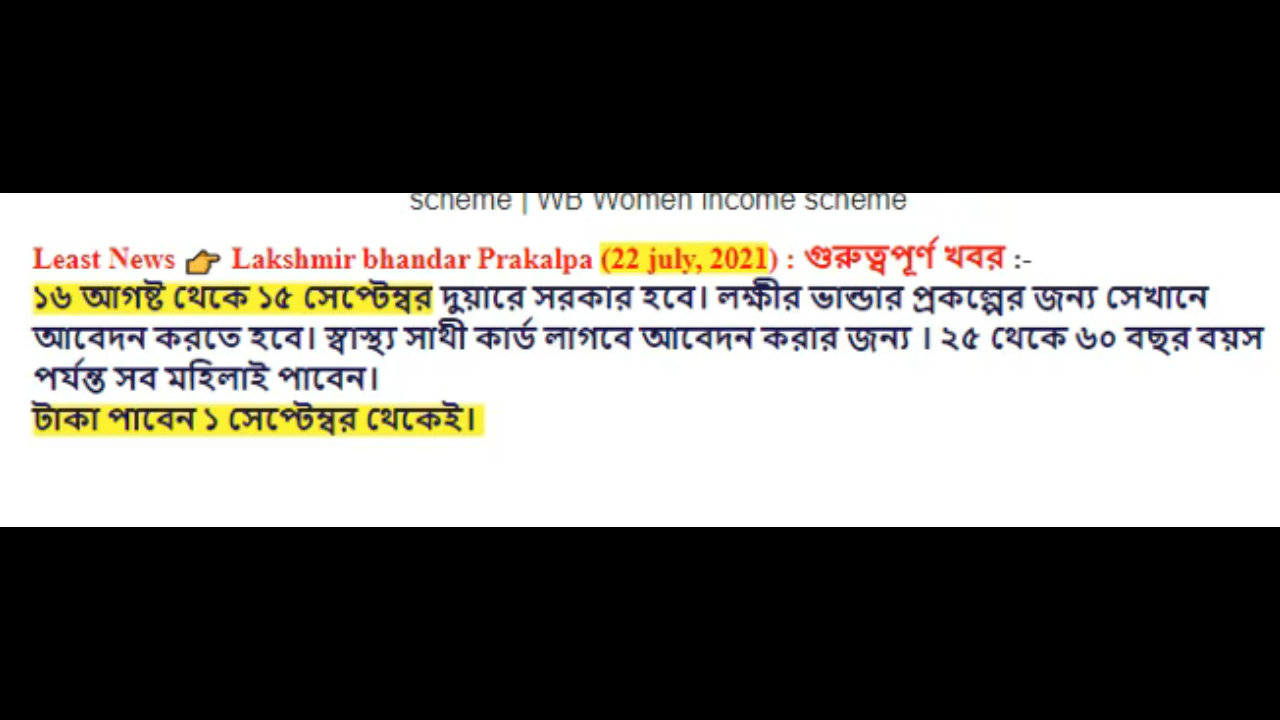 scheme | WB Women income scheme
Least News 👉 Lakshmir bhandar Prakalpa (22 july, 2021) : গুরুত্বপূর্ণ খবর :-
১৬ আগষ্ট থেকে ১৫ সেপ্টেম্বর দুয়ারে সরকার হবে। লক্ষীর ভান্ডার প্রকল্পের জন্য সেখানে
আবেদন করতে হবে। স্বাস্থ্য সাথী কার্ড লাগবে আবেদন করার জন্য । ২৫ থেকে ৬০ বছর বয়স
পর্যন্ত সব মহিলাই পাবেন।
টাকা পাবেন ১ সেপ্টেম্বর থেকেই।